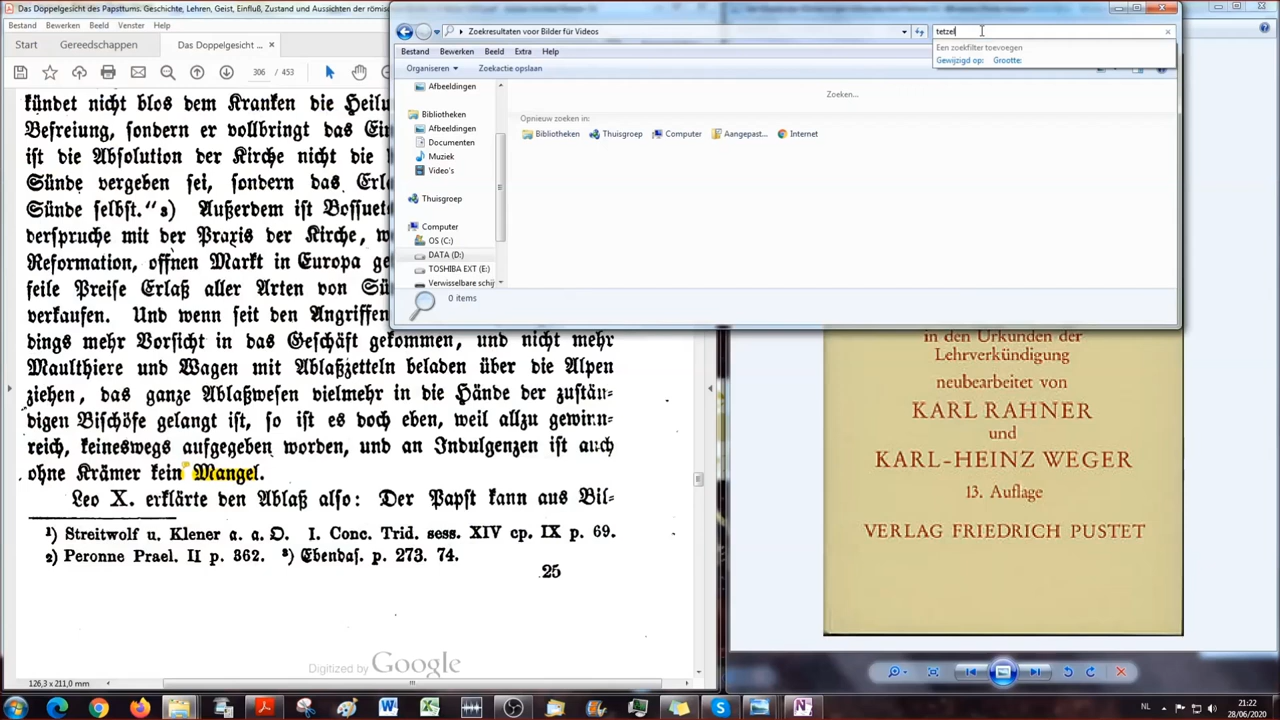 Das Doppelgesicht des Papsttums. Geschichte, Lehren, Geist, Einfluß, Zustand und Aussichten der römisch
Bestand Bewerken Beeld Venster Help
Start Gereedschappen Das Doppelgesicht ... ×
306 / 453
kündet nicht blos dem Kranken die Heilu
Befreiung, sondern er vollbringt das Ein
ist die Absolution der Kirche nicht die
Sünde vergeben sei, sondern das Erl
Sünde selbst.“ 3) Außerdem ist Bossuet
derspruche mit der Praxis der Kirche, w
Reformation, offnen Markt in Europa ge
feile Preise Erlaß aller Arten von Sü
verkaufen. Und wenn seit den Angriffen
dings mehr Vorsicht in das Geschäft gekommen, und nicht mehr
Maulthiere und Wagen mit Ablaßzetteln beladen über die Alpen
ziehen, das ganze Ablaßwesen vielmehr in die Hände der zustän-
digen Bischöfe gelangt ist, so ist es doch eben, weil allzu gewinn-
reich, keineswegs aufgegeben worden, und an Indulgenzen ist auch
ohne Krämer kein Mangel.
Leo X. erklärte den Ablaß also: Der Papst kann aus Bil-
1) Streitwolf u. Klener a. a. O. I. Conc. Trid. sess. XIV cp. IX p. 69.
2) Peronne Prael. II p. 362. 3) Ebendas. p. 273. 74.
25
Digitized by Google
126,3 x 211,0 mm
Zoekresultaten voor Bilder für Videos
tetzel
Een zoekfilter toevoegen
Gewijzigd op: Grootte:
Bestand Bewerken Beeld Extra Help
Organiseren Zoekactie opslaan
Afbeeldingen
Bibliotheken
Afbeeldingen
Documenten
Muziek
Video's
Thuisgroep
Computer
OS (C:)
DATA (D:)
TOSHIBA EXT (E:)
Verwisselbare schij
Zoeken...
Opnieuw zoeken in:
Bibliotheken Thuisgroep Computer Aangepast... Internet
0 items
in den Urkunden der
Lehrverkündigung
neubearbeitet von
KARL RAHNER
und
KARL-HEINZ WEGER
13. Auflage
VERLAG FRIEDRICH PUSTET
NL
21:22
28/06/2020